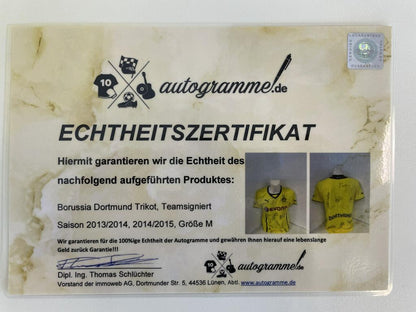 10
autogramme.de
ECHTHEITSZERTIFIKAT
Hiermit garantieren wir die Echtheit des
nachfolgend aufgeführten Produktes:
Borussia Dortmund Trikot, Teamsigniert
Saison 2013/2014, 2014/2015, Größe M
Wir garantieren für die 100%ige Echtheit der Autogramme und gewähren Ihnen hierauf eine lebenslange
Geld zurück Garantie!!!
10
autogramme.de
Dipl. Ing. Thomas Schlüchter
Vorstand der immoweb AG, Dortmunder Str. 5, 44536 Lünen, Abtl. www.autogramme.de